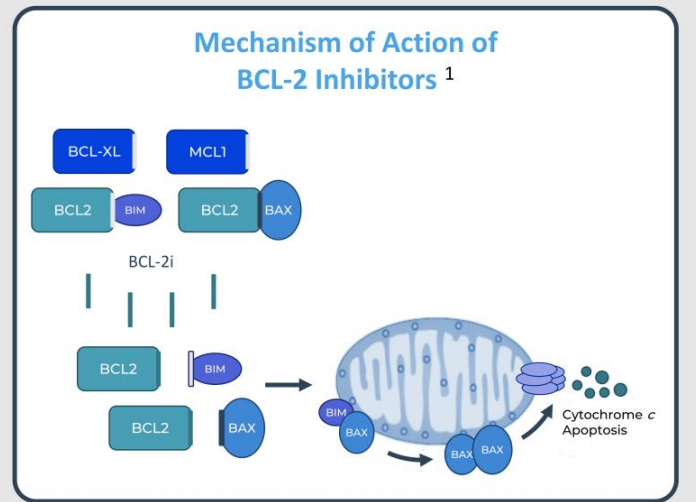 Mechanism of Action of
BCL-2 Inhibitors 1
BCL-XL
MCL1
BCL2
BIM
BCL2
BAX
BCL-2i
BCL2
BIM
BCL2
BAX
BIM
BAX
BAX
BAX
Cytochrome c
Apoptosis